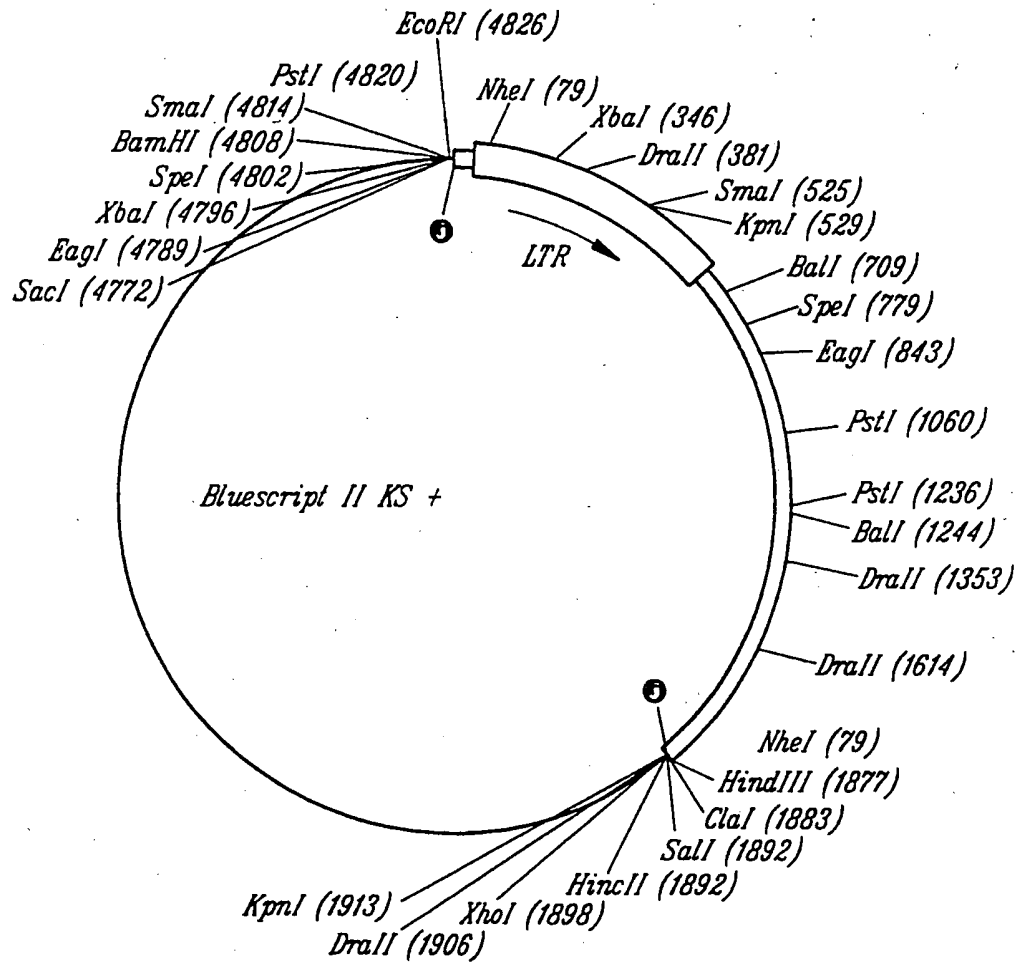 EcoRI (4826)
PstI (4820)
SmaI (4814)
BamHI (4808)
SpeI (4802)
XbaI (4796)
EagI (4789)
SacI (4772)
NheI (79)
XbaI (346)
DraII (381)
SmaI (525)
KpnI (529)
LTR
BalI (709)
SpeI (779)
EagI (843)
PstI (1060)
PstI (1236)
BalI (1244)
DraII (1353)
DraII (1614)
Bluescript II KS +
NheI (79)
HindIII (1877)
ClaI (1883)
SalI (1892)
HincII (1892)
XhoI (1898)
DraII (1906)
KpnI (1913)